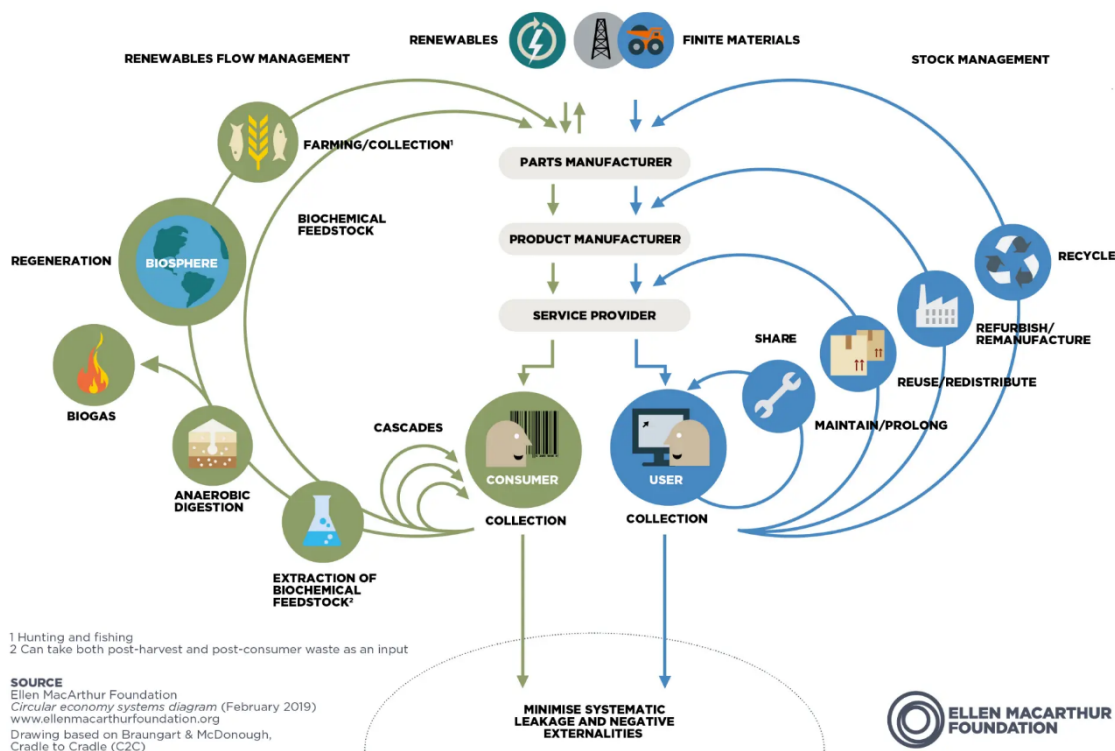 RENEWABLES
FINITE MATERIALS
RENEWABLES FLOW MANAGEMENT
STOCK MANAGEMENT
FARMING/COLLECTION¹
PARTS MANUFACTURER
BIOCHEMICAL
FEEDSTOCK
PRODUCT MANUFACTURER
REGENERATION
BIOSPHERE
RECYCLE
SERVICE PROVIDER
SHARE
REFURBISH/
REMANUFACTURE
REUSE/REDISTRIBUTE
BIOGAS
CASCADES
MAINTAIN/PROLONG
CONSUMER
USER
ANAEROBIC
DIGESTION
COLLECTION
COLLECTION
EXTRACTION OF
BIOCHEMICAL
FEEDSTOCK²
1 Hunting and fishing
2 Can take both post-harvest and post-consumer waste as an input
SOURCE
Ellen MacArthur Foundation
Circular economy systems diagram (February 2019)
www.ellenmacarthurfoundation.org
Drawing based on Braungart & McDonough,
Cradle to Cradle (C2C)
MINIMISE SYSTEMATIC
LEAKAGE AND NEGATIVE
EXTERNALITIES
ELLEN MACARTHUR
FOUNDATION